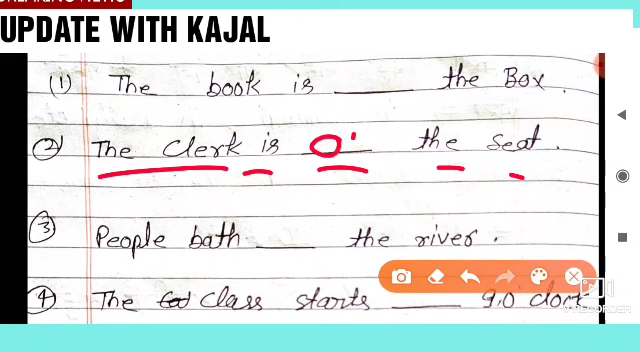 UPDATE WITH KAJAL
(1) The book is ____ the Box.
(2) The clerk is ____ the seat.
(3) People bath ____ the river.
(4) The class starts ____ 9,0'